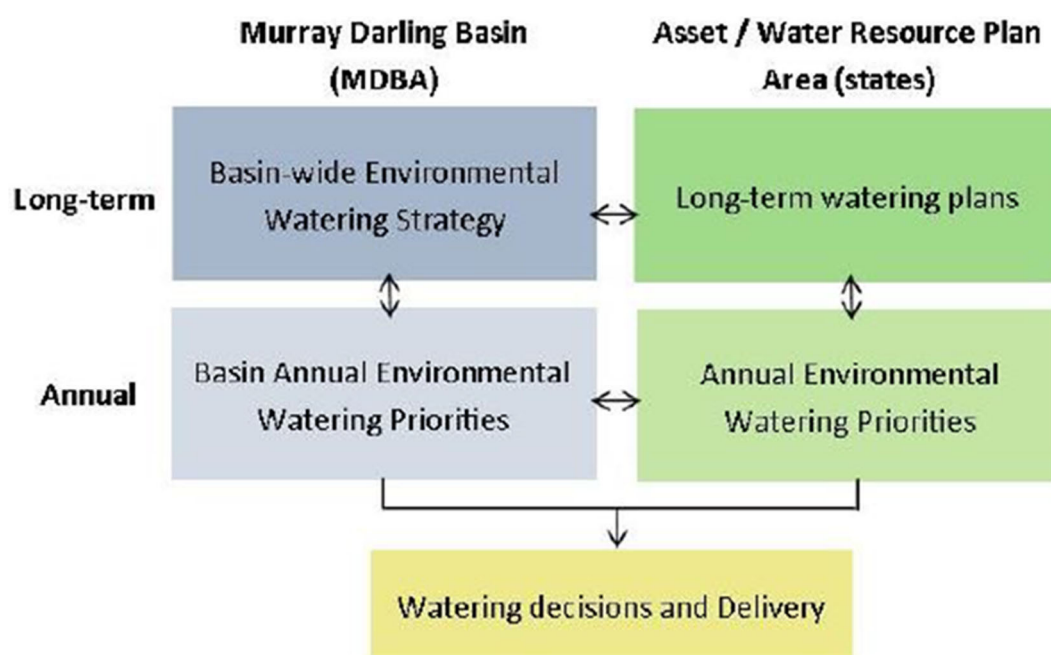 Murray Darling Basin
(MDBA)
Asset / Water Resource Plan
Area (states)
Long-term
Basin-wide Environmental
Watering Strategy
Long-term watering plans
Annual
Basin Annual Environmental
Watering Priorities
Annual Environmental
Watering Priorities
Watering decisions and Delivery